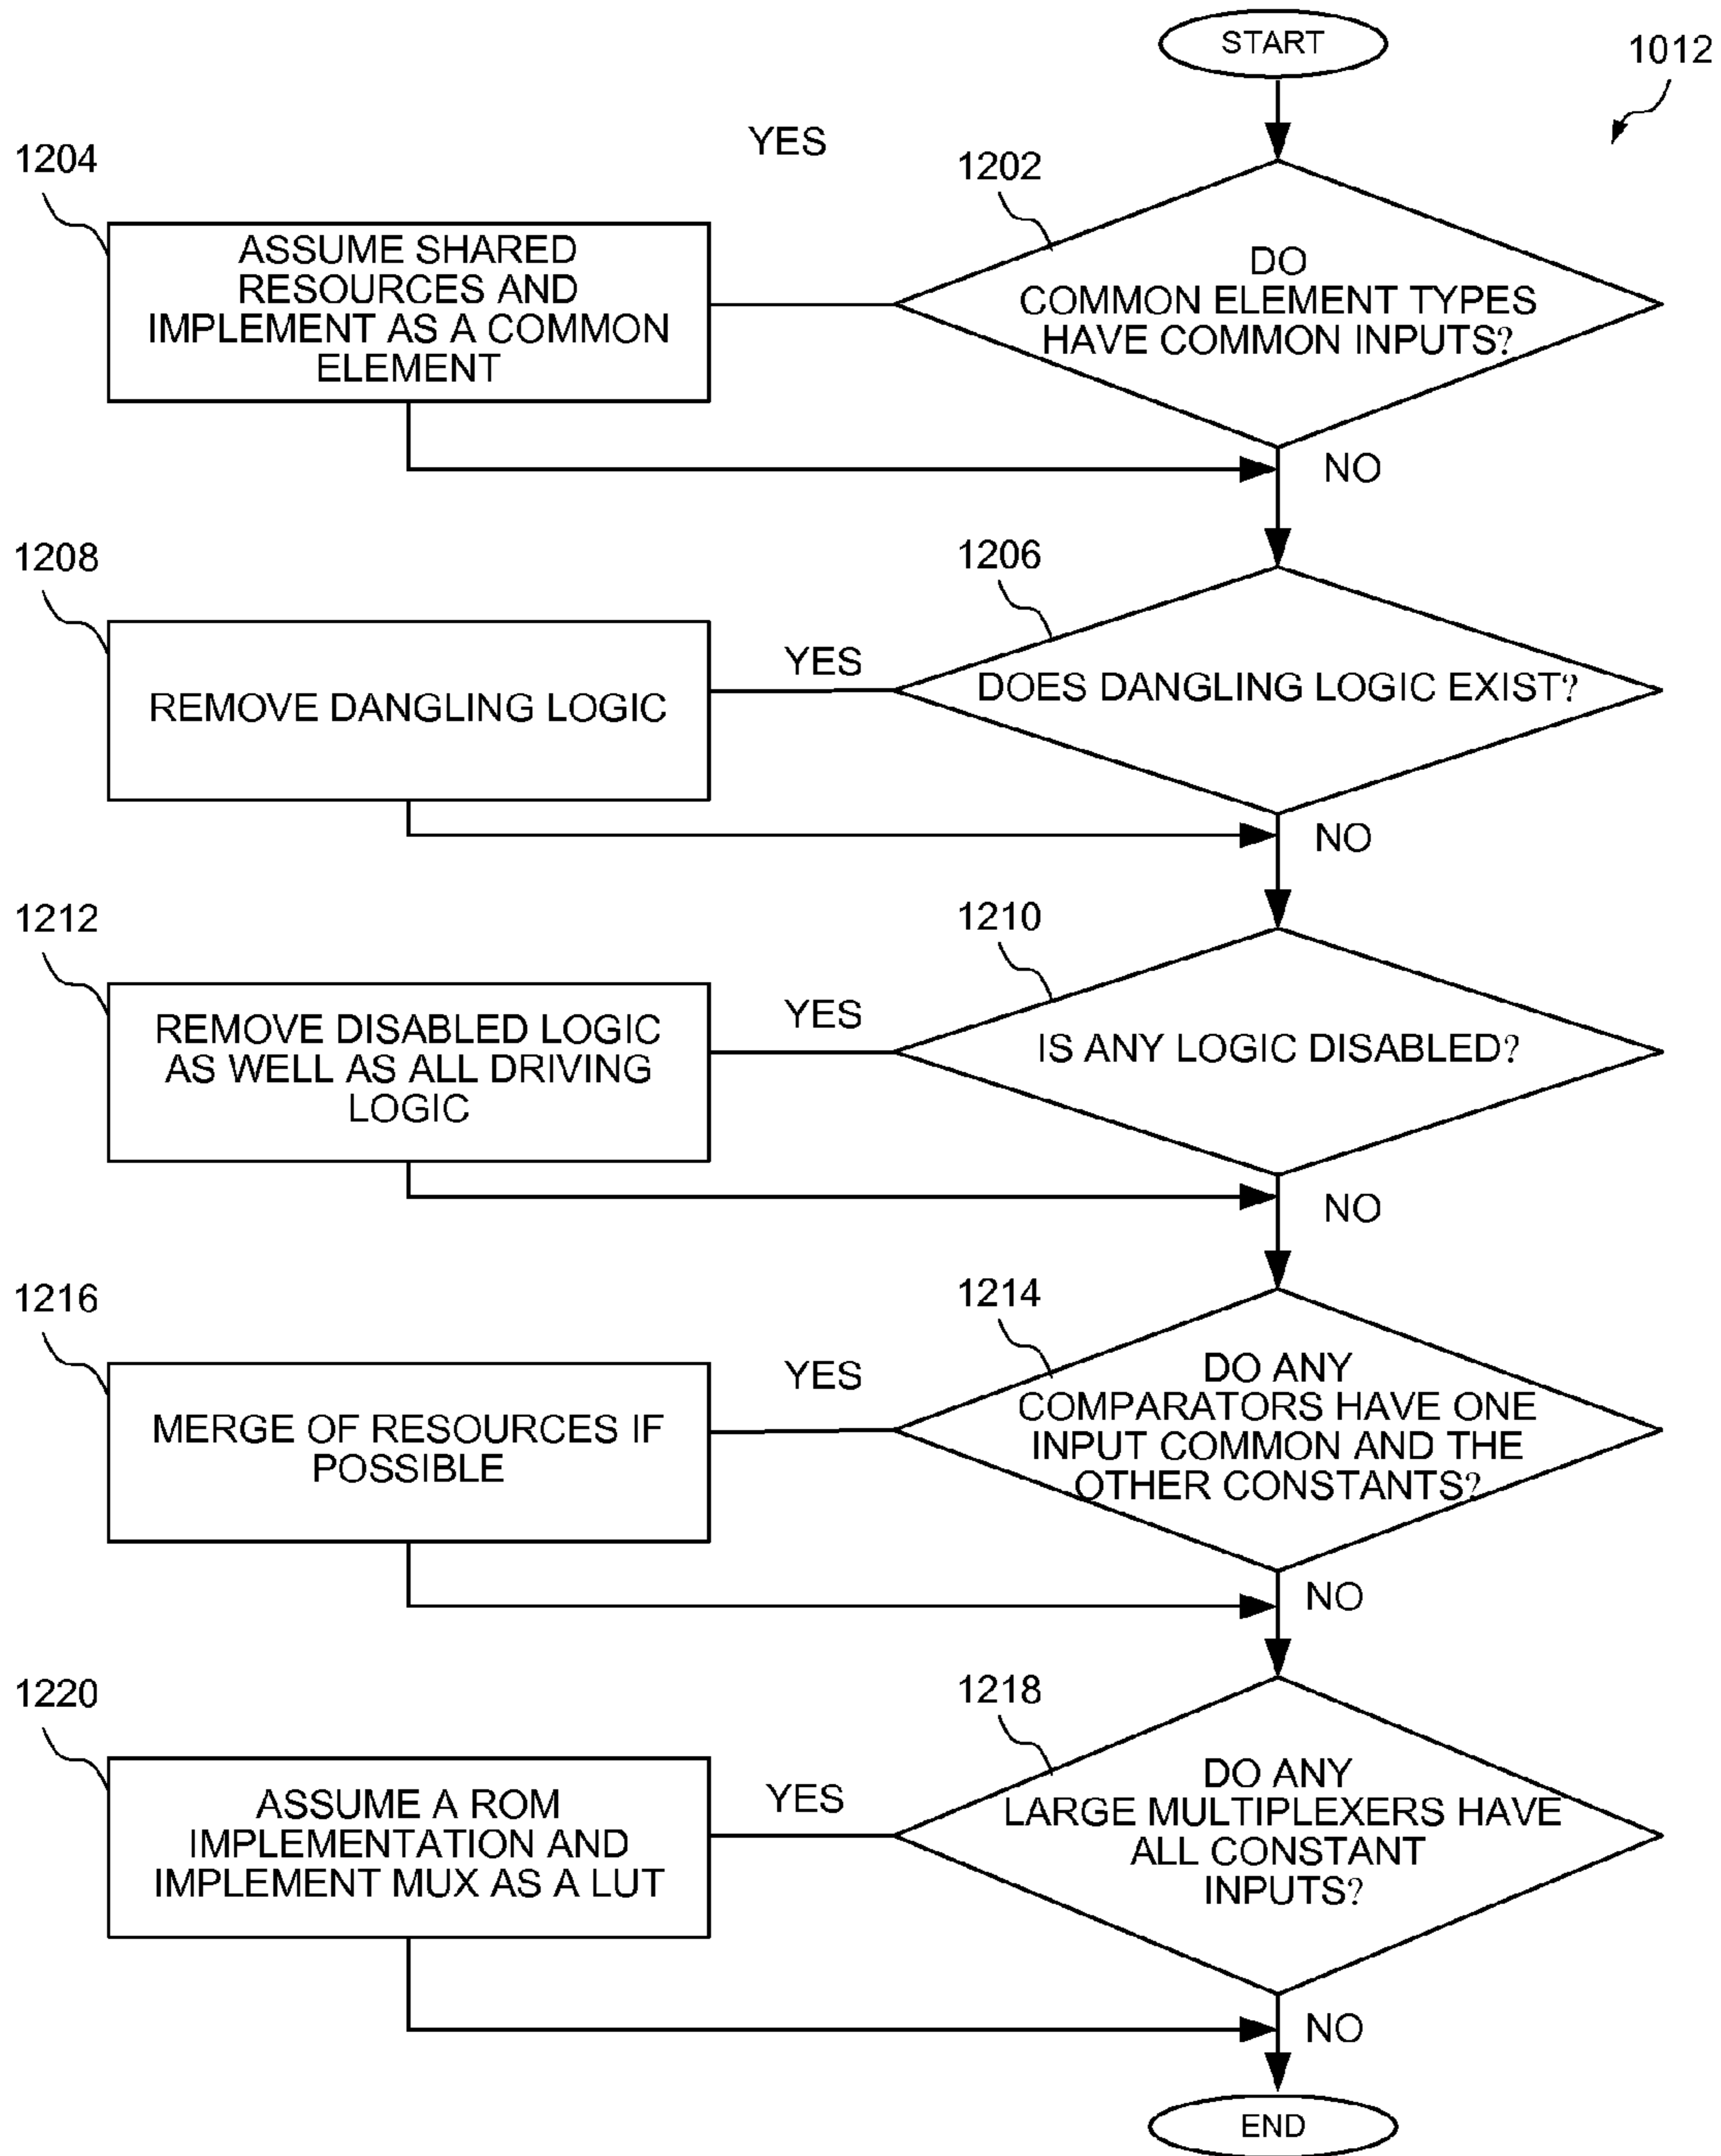 START
1012
YES
1204
1202
ASSUME SHARED
RESOURCES AND
IMPLEMENT AS A COMMON
ELEMENT
DO
COMMON ELEMENT TYPES
HAVE COMMON INPUTS?
NO
1208
1206
YES
REMOVE DANGLING LOGIC
DOES DANGLING LOGIC EXIST?
NO
1212
1210
YES
REMOVE DISABLED LOGIC
AS WELL AS ALL DRIVING
LOGIC
IS ANY LOGIC DISABLED?
NO
1216
1214
YES
MERGE OF RESOURCES IF
POSSIBLE
DO ANY
COMPARATORS HAVE ONE
INPUT COMMON AND THE
OTHER CONSTANTS?
NO
1220
1218
YES
ASSUME A ROM
IMPLEMENTATION AND
IMPLEMENT MUX AS A LUT
DO ANY
LARGE MULTIPLEXERS HAVE
ALL CONSTANT
INPUTS?
NO
END